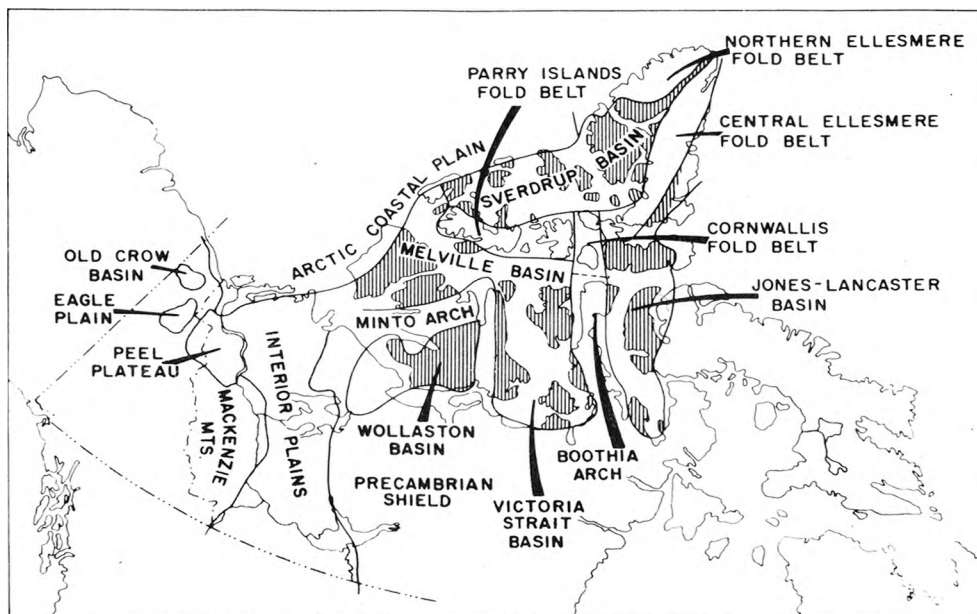 NORTHERN ELLESMERE
FOLD BELT
PARRY ISLANDS
FOLD BELT
CENTRAL ELLESMERE
FOLD BELT
SVERDRUP BASIN
ARCTIC COASTAL PLAIN
CORNWALLIS
FOLD BELT
OLD CROW
BASIN
MELVILLE BASIN
JONES-LANCASTER
BASIN
EAGLE
PLAIN
MINTO ARCH
PEEL
PLATEAU
INTERIOR
PLAINS
MACKENZIE
MTS
WOLLASTON
BASIN
BOOTHIA
ARCH
PRECAMBRIAN
SHIELD
VICTORIA
STRAIT
BASIN